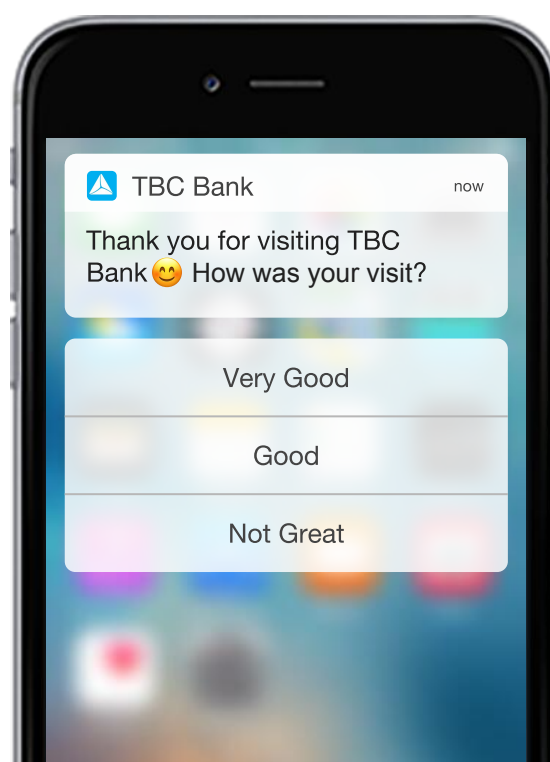 TBC Bank
now
Thank you for visiting TBC
Bank😊 How was your visit?
Very Good
Good
Not Great